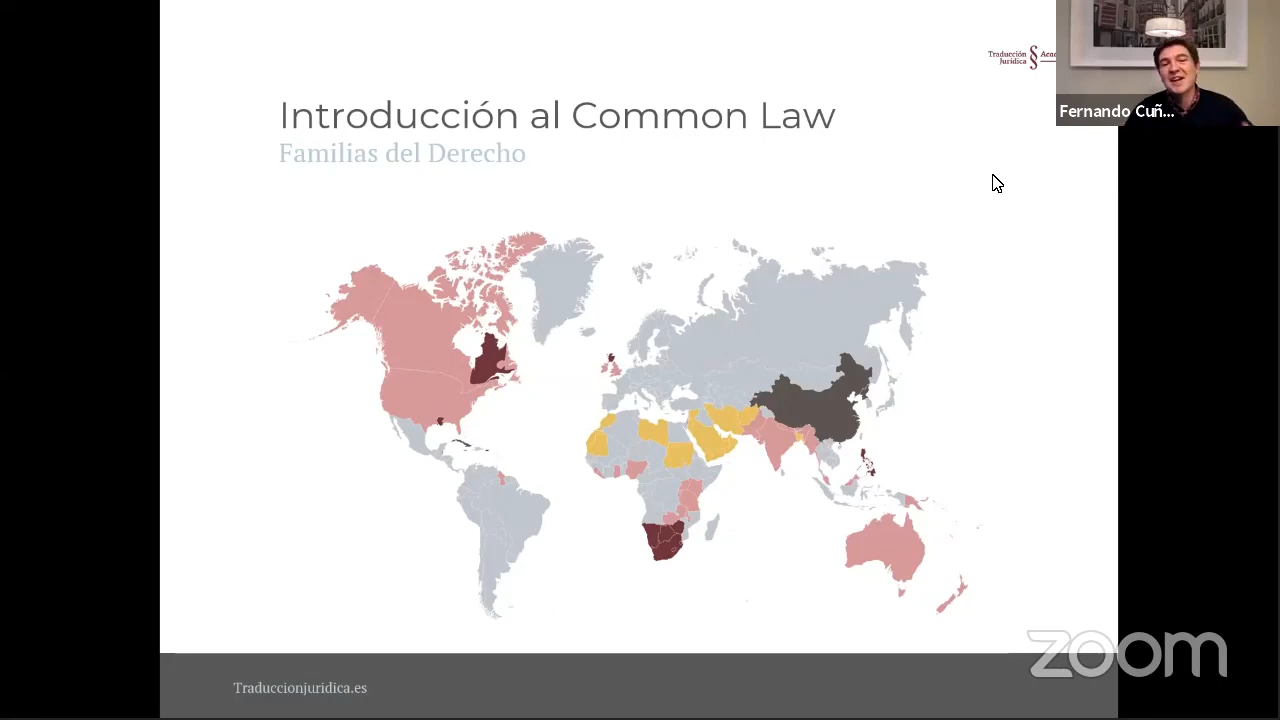 Traducción
Jurídica
§
Introducción al Common Law
Familias del Derecho
Fernando Cuñ...
zoom
Traduccionjuridica.es